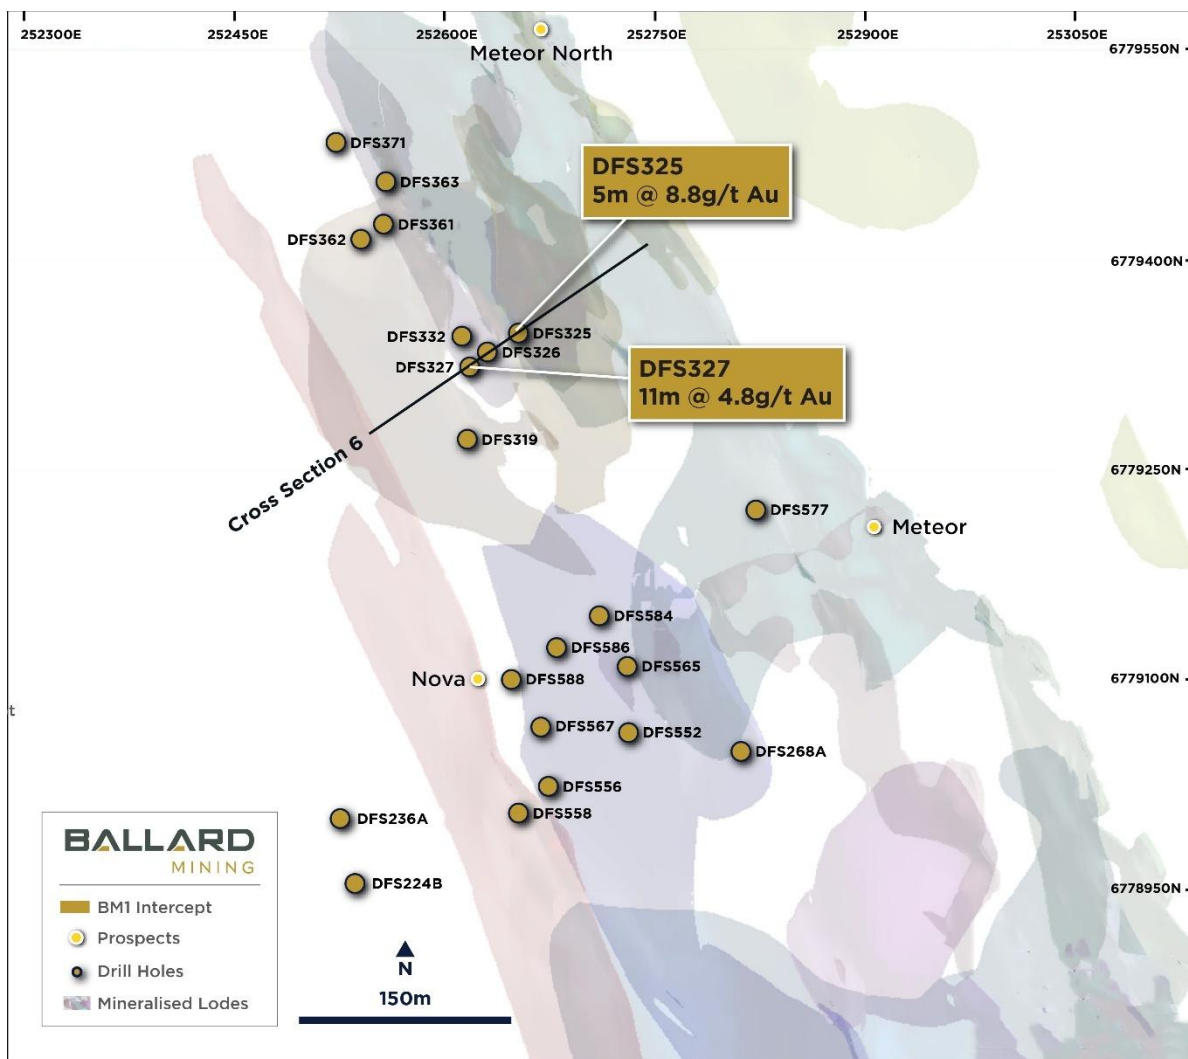 252300E 252450E 252600E 252750E 252900E 253050E
6779550N
Meteor North
DFS371
DFS363
DFS325
5m @ 8.8g/t Au
DFS361
DFS362
6779400N
DFS332
DFS325
DFS326
DFS327
DFS327
11m @ 4.8g/t Au
Cross Section 6
DFS319
6779250N
DFS577
Meteor
DFS584
DFS586
DFS565
Nova
DFS588
6779100N
t
DFS567
DFS552
DFS268A
DFS556
DFS558
DFS236A
DFS224B
6778950N
BALLARD
MINING
BM1 Intercept
Prospects
Drill Holes
Mineralised Lodes
N
150m